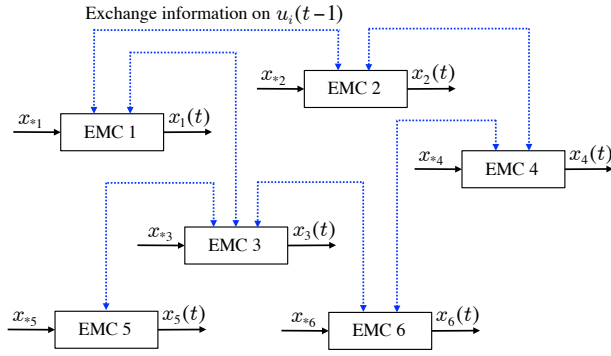 Exchange information on u_i(t−1)
x_{*2} EMC 2 x_2(t)
x_{*1} EMC 1 x_1(t)
x_{*4} EMC 4 x_4(t)
x_{*3} EMC 3 x_3(t)
x_{*5} EMC 5 x_5(t)
x_{*6} EMC 6 x_6(t)